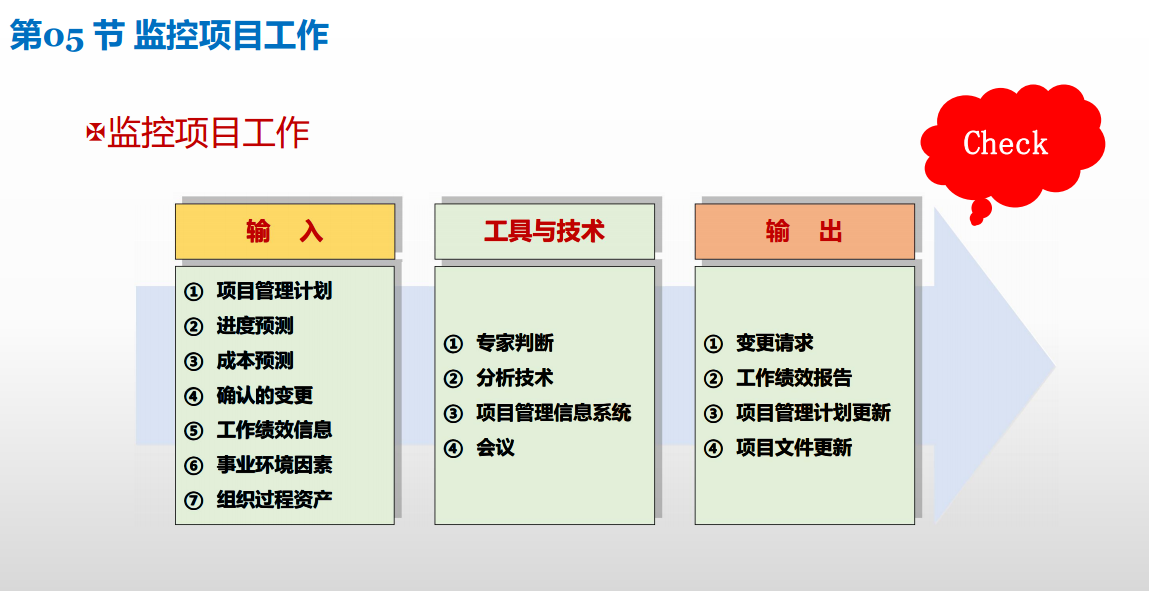 第05 节 监控项目工作
✠监控项目工作
Check
输 入
① 项目管理计划
② 进度预测
③ 成本预测
④ 确认的变更
⑤ 工作绩效信息
⑥ 事业环境因素
⑦ 组织过程资产
工具与技术
① 专家判断
② 分析技术
③ 项目管理信息系统
④ 会议
输 出
① 变更请求
② 工作绩效报告
③ 项目管理计划更新
④ 项目文件更新